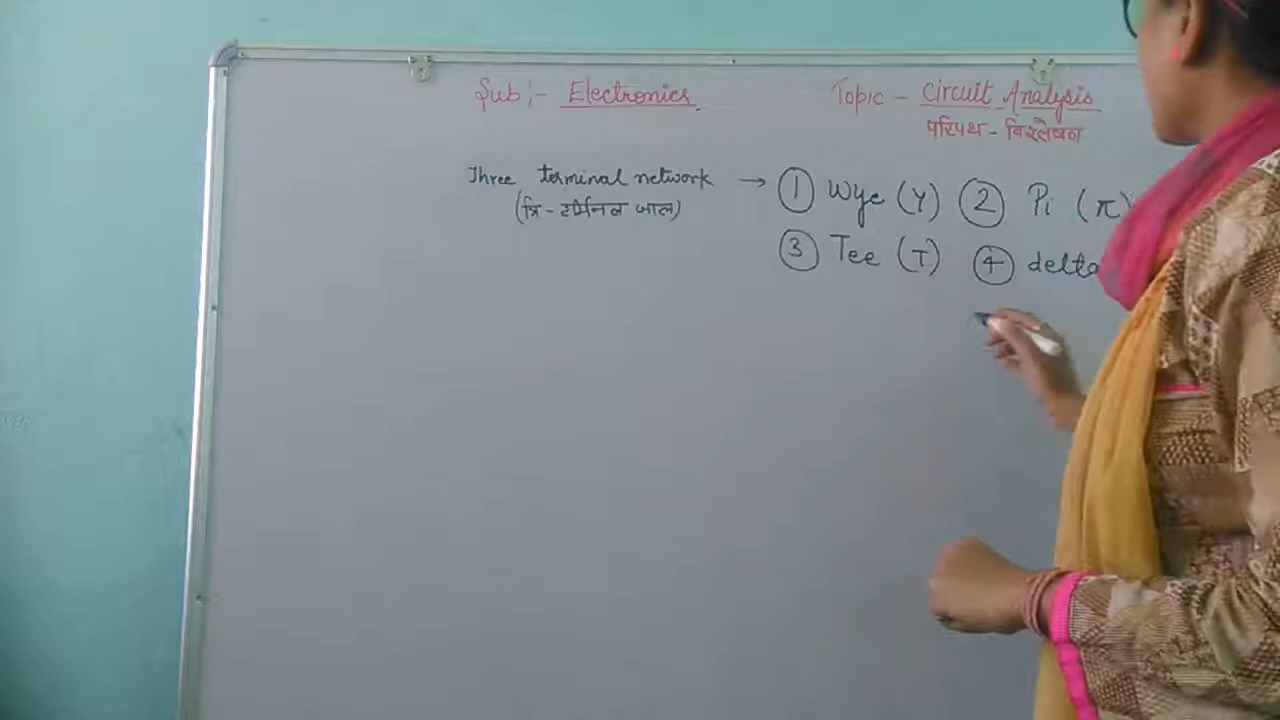 Sub :- Electronics. Topic - Circuit Analysis
परिपथ - विश्लेषन
Three terminal network → ① Wye (Y) ② Pi (π)
(त्रि - टर्मिनल जाल)
③ Tee (T) ④ delta